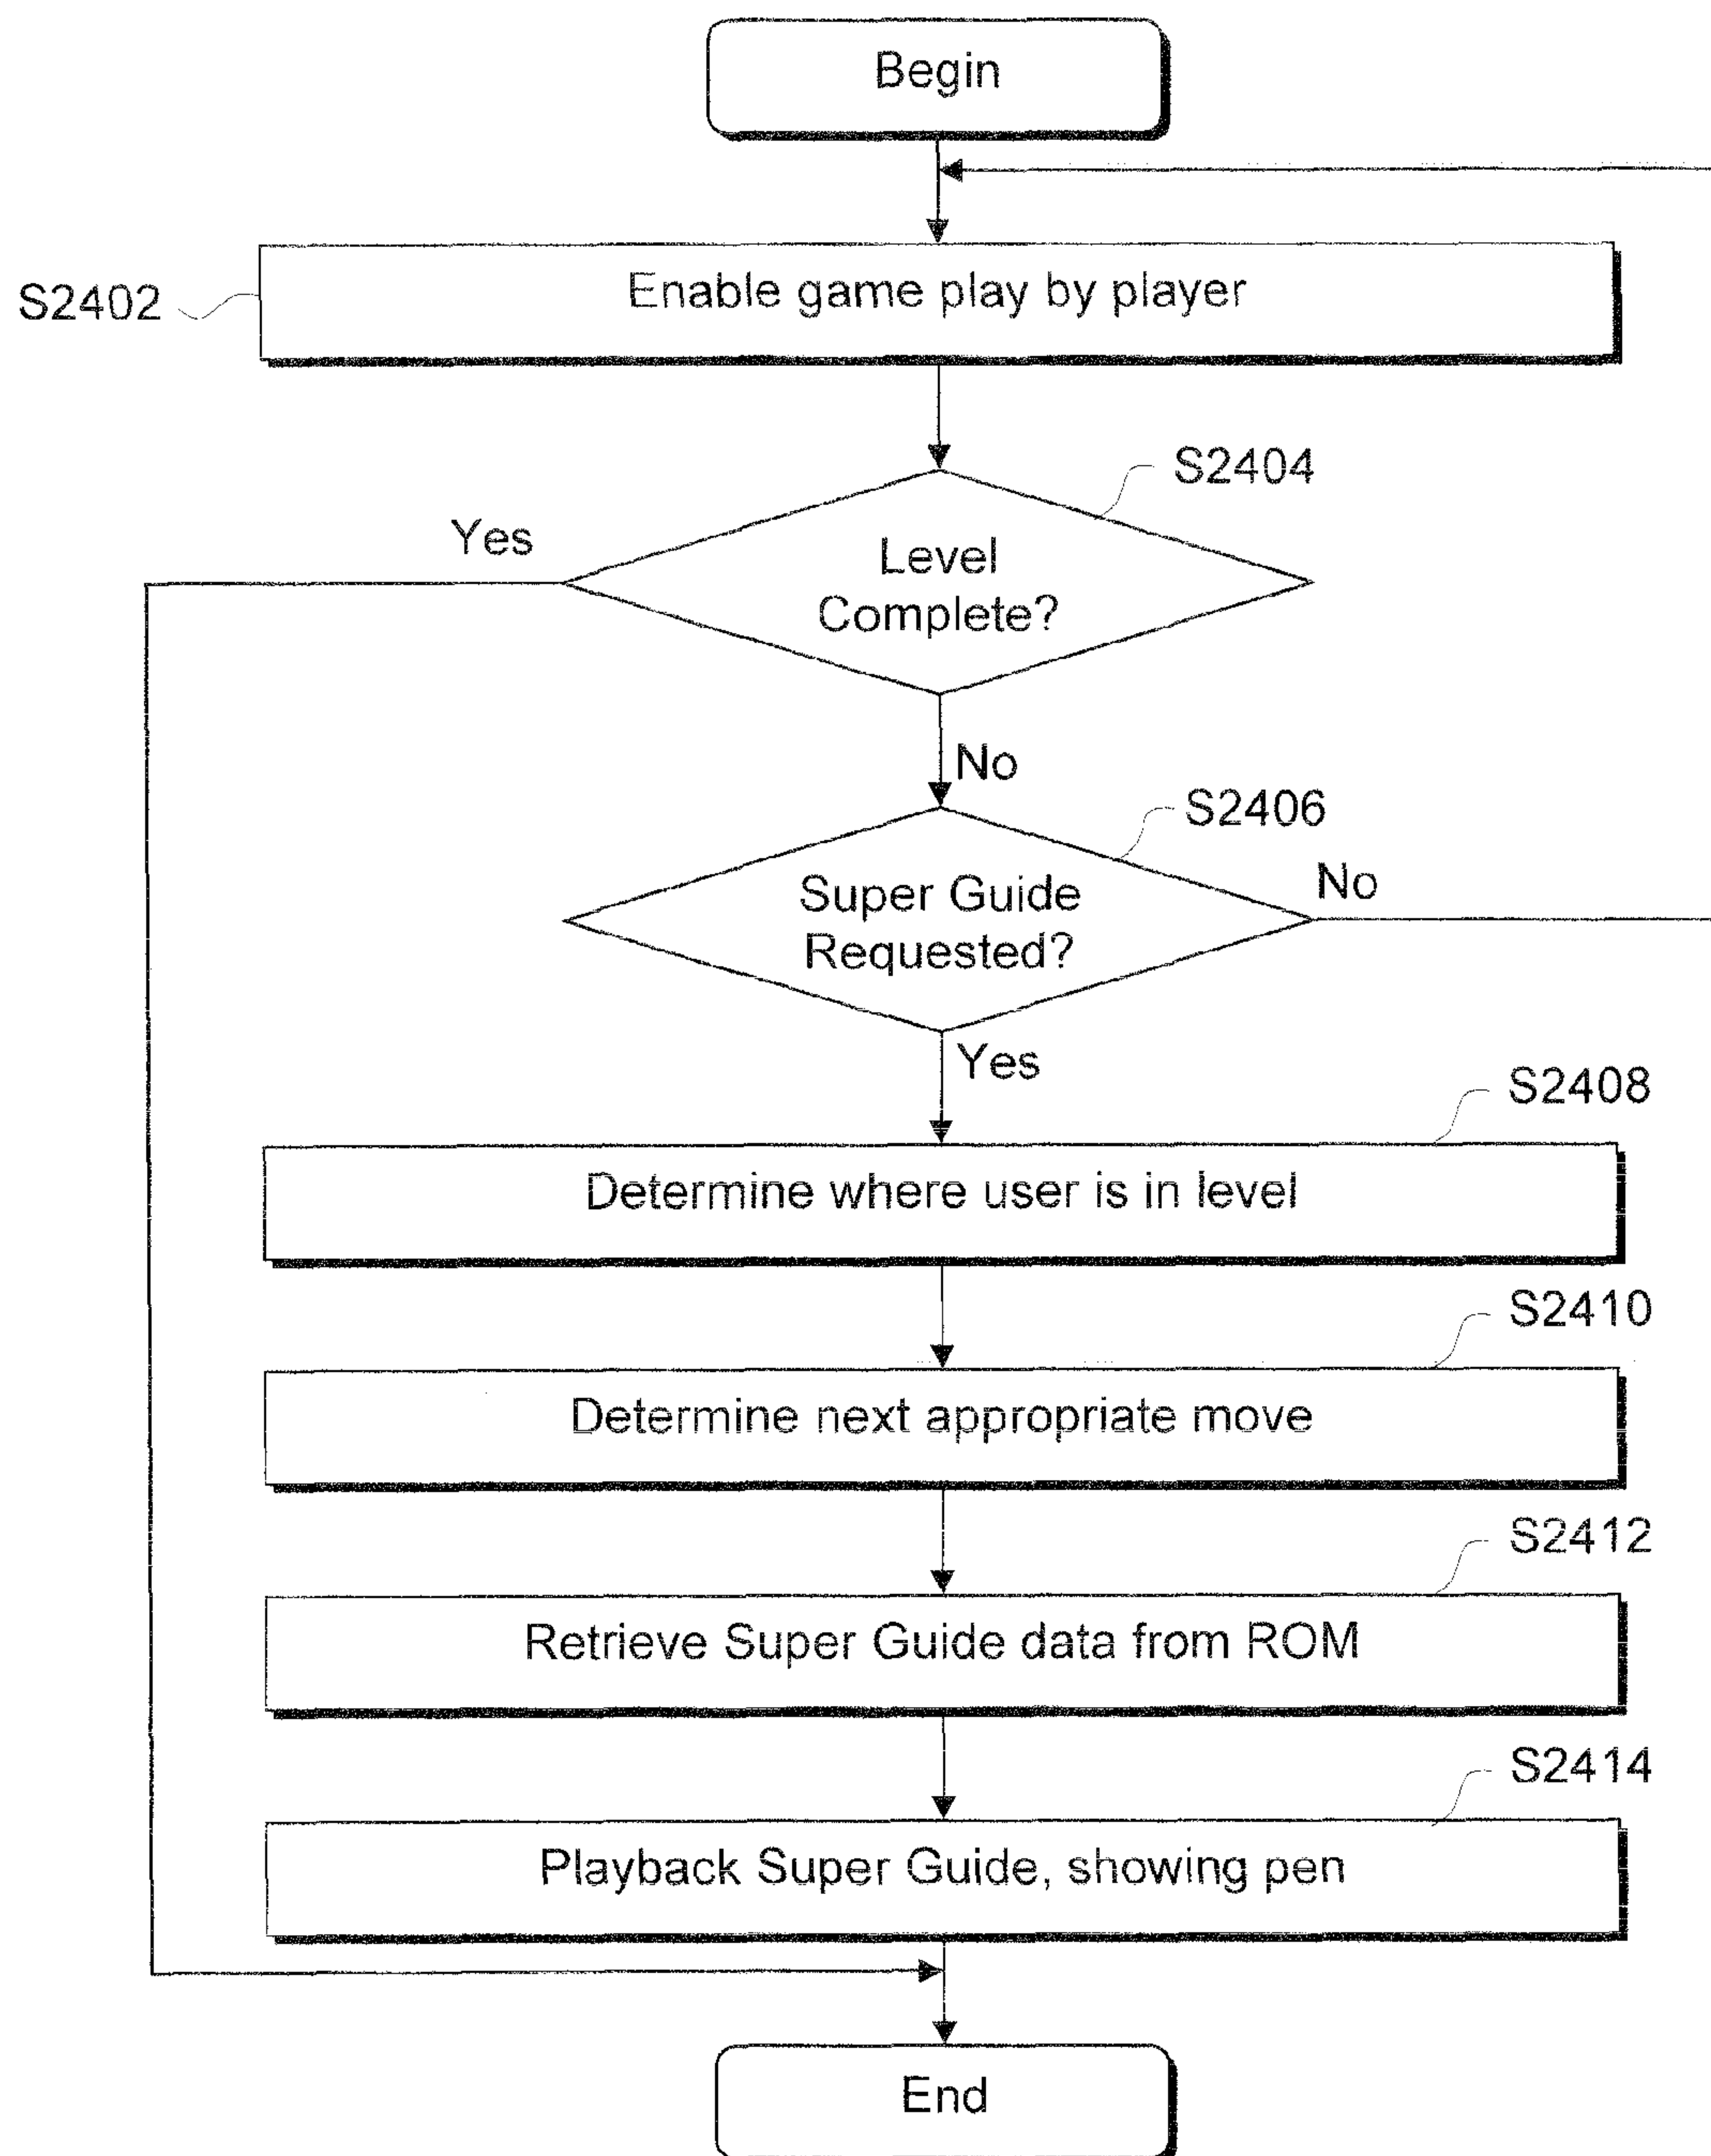 Begin
S2402
Enable game play by player
S2404
Yes
Level
Complete?
No
S2406
Super Guide
Requested?
No
Yes
S2408
Determine where user is in level
S2410
Determine next appropriate move
S2412
Retrieve Super Guide data from ROM
S2414
Playback Super Guide, showing pen
End